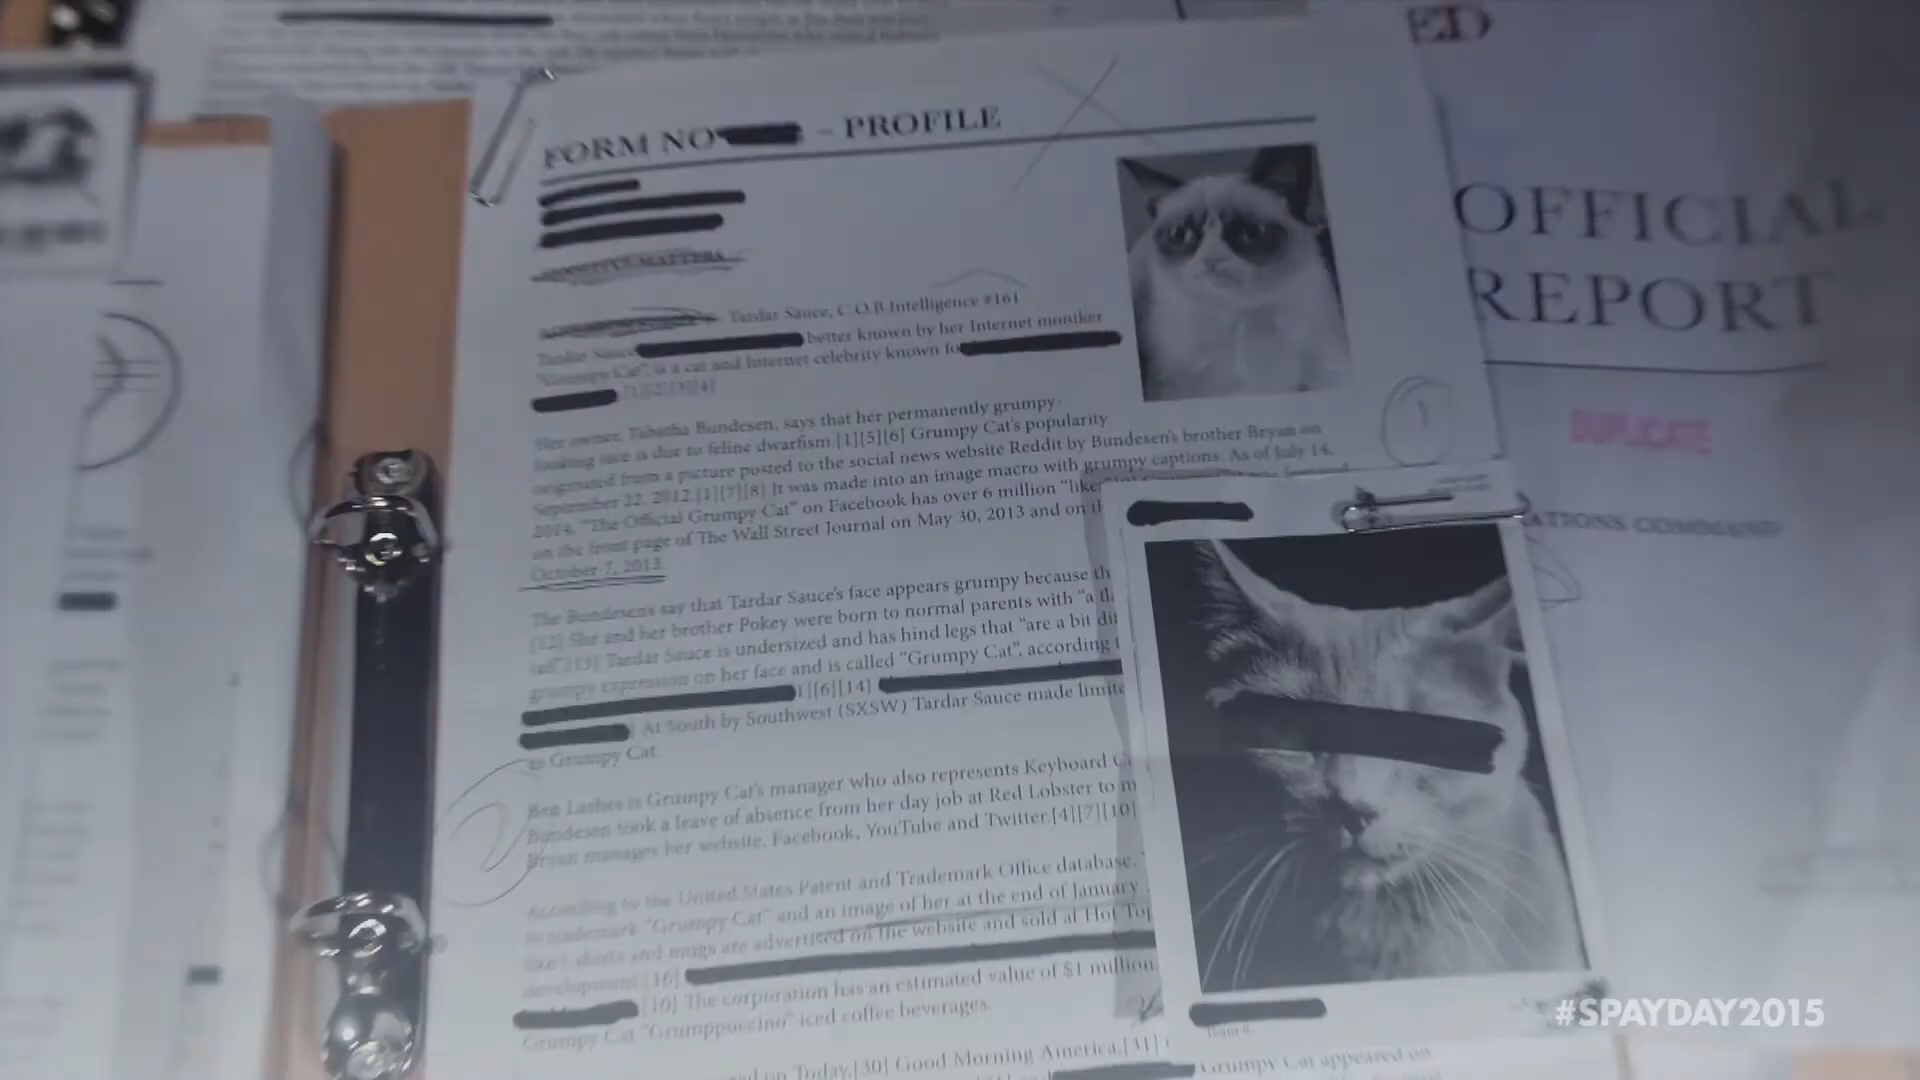 FORM NO – PROFILE
Tardar Sauce, C.O.B Intelligence #161
Tardar Sauce better known by her Internet moniker
"Grumpy Cat", is a cat and Internet celebrity known fo
[1][2][3][4]
Her owner, Tabatha Bundesen, says that her permanently grumpy-
looking face is due to feline dwarfism.[1][5][6] Grumpy Cat's popularity
originated from a picture posted to the social news website Reddit by Bundesen's brother Bryan on
September 22, 2012.[1][7][8] It was made into an image macro with grumpy captions. As of July 14,
2014, "The Official Grumpy Cat" on Facebook has over 6 million "like
on the front page of The Wall Street Journal on May 30, 2013 and on th
October 7, 2013.
The Bundesens say that Tardar Sauce's face appears grumpy because th
[12] She and her brother Pokey were born to normal parents with "a fl
[13] Tardar Sauce is undersized and has hind legs that "are a bit di
grumpy expression on her face and is called "Grumpy Cat", according t
][6][14]
At South by Southwest (SXSW) Tardar Sauce made limite
as Grumpy Cat
Ben Lashes is Grumpy Cat's manager who also represents Keyboard C
Bundesen took a leave of absence from her day job at Red Lobster to m
Bryan manages her website, Facebook, YouTube and Twitter.[4][7][10]
According to the United States Patent and Trademark Office database,
to trademark "Grumpy Cat" and an image of her at the end of January
like t-shirts and mugs are advertised on the website and sold at Hot Top
development.[16]
[16] The corporation has an estimated value of $1 million
Grumpy Cat "Grumppuccino" iced coffee beverages.
on Today,[30] Good Morning America,[31]
Grumpy Cat appeared on
ED
OFFICIAL
REPORT
DUPLICATE
ATIONS COMMAND
#SPAYDAY2015